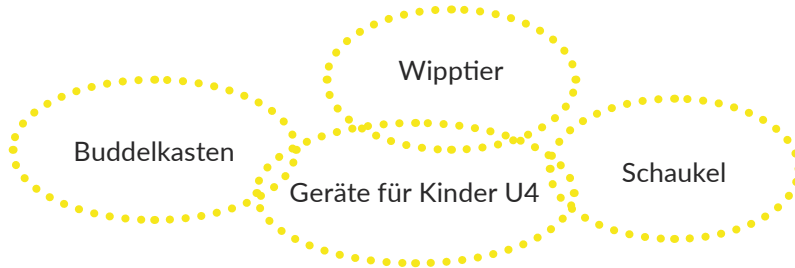 Wipptier
Buddelkasten
Schaukel
Geräte für Kinder U4